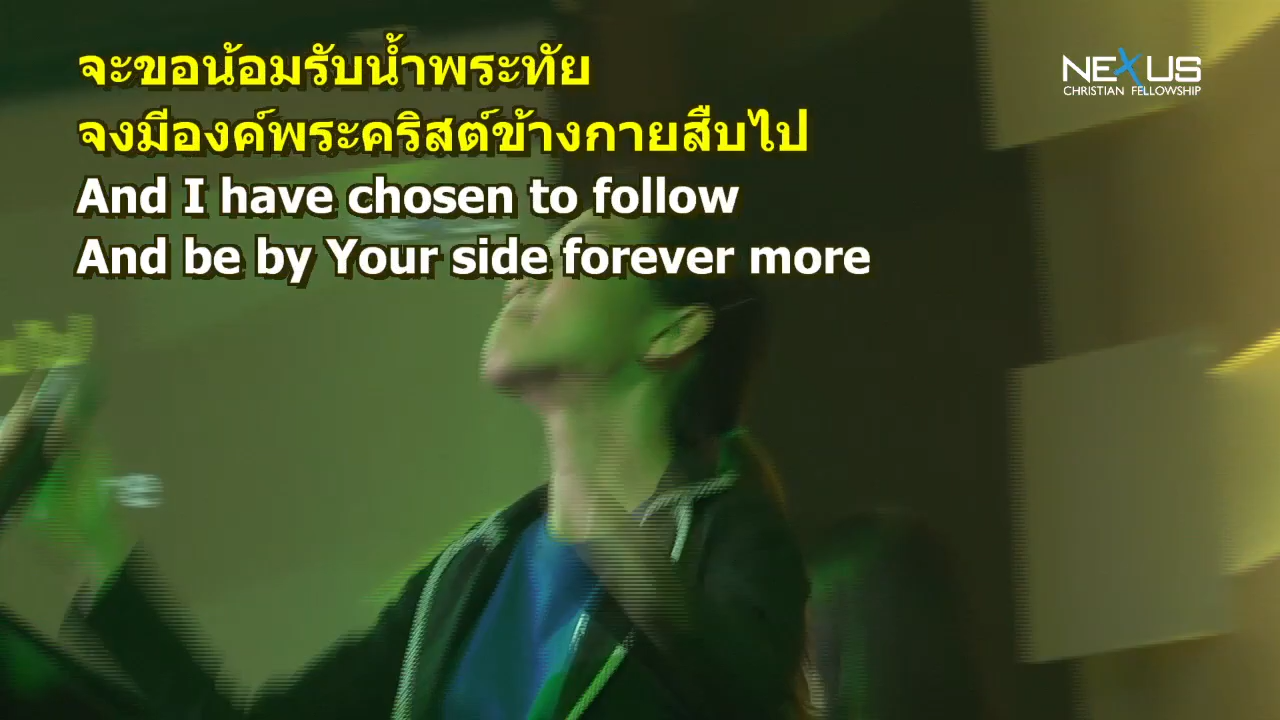 จะขอน้อมรับน้ำพระทัย
จงมีองค์พระคริสต์ข้างกายสืบไป
And I have chosen to follow
And be by Your side forever more
NEXUS
CHRISTIAN FELLOWSHIP